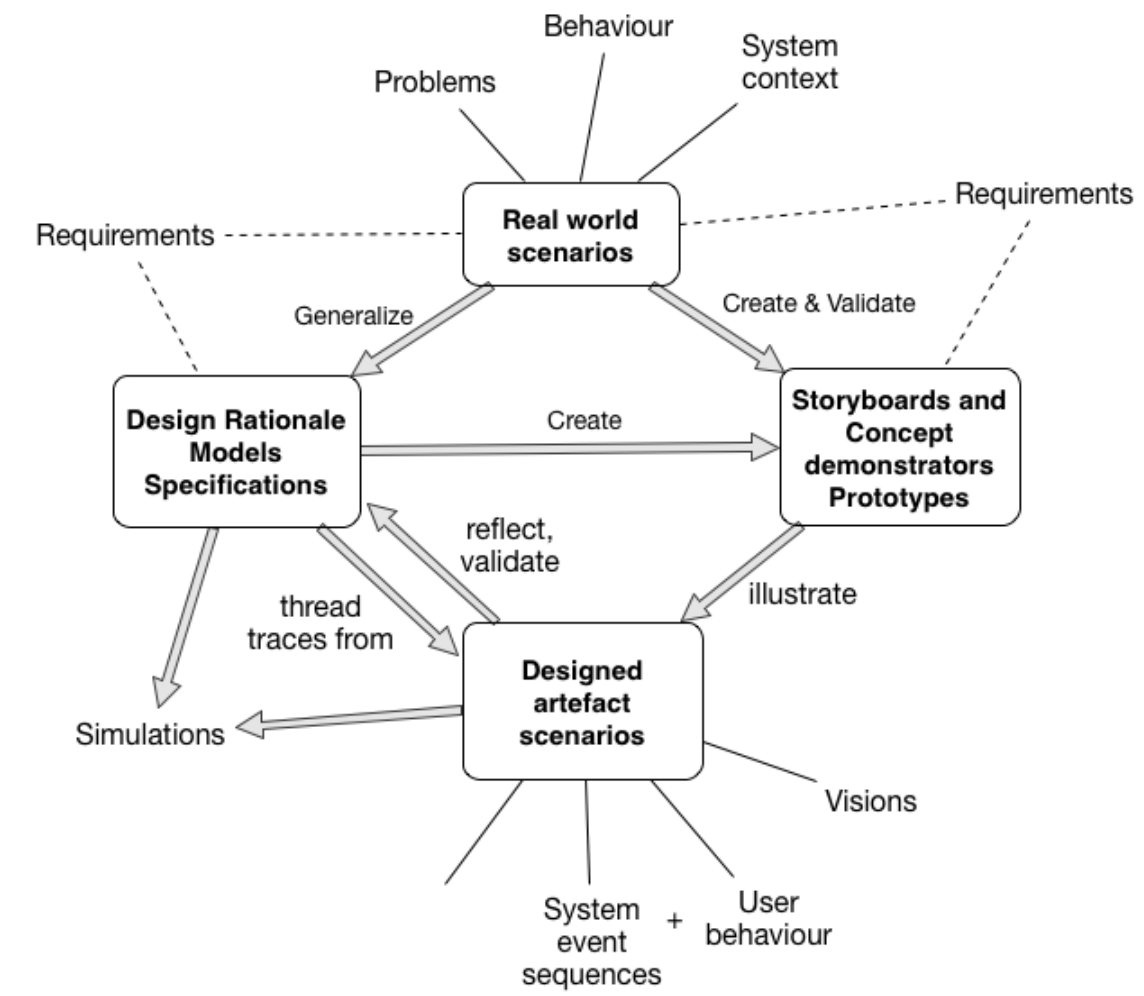 Behaviour
System
context
Problems
Requirements
Real world
scenarios
Requirements
Generalize
Create & Validate
Design Rationale
Models
Specifications
Create
Storyboards and
Concept
demonstrators
Prototypes
reflect,
validate
illustrate
thread
traces from
Designed
artefact
scenarios
Simulations
Visions
System
event
sequences
+
User
behaviour